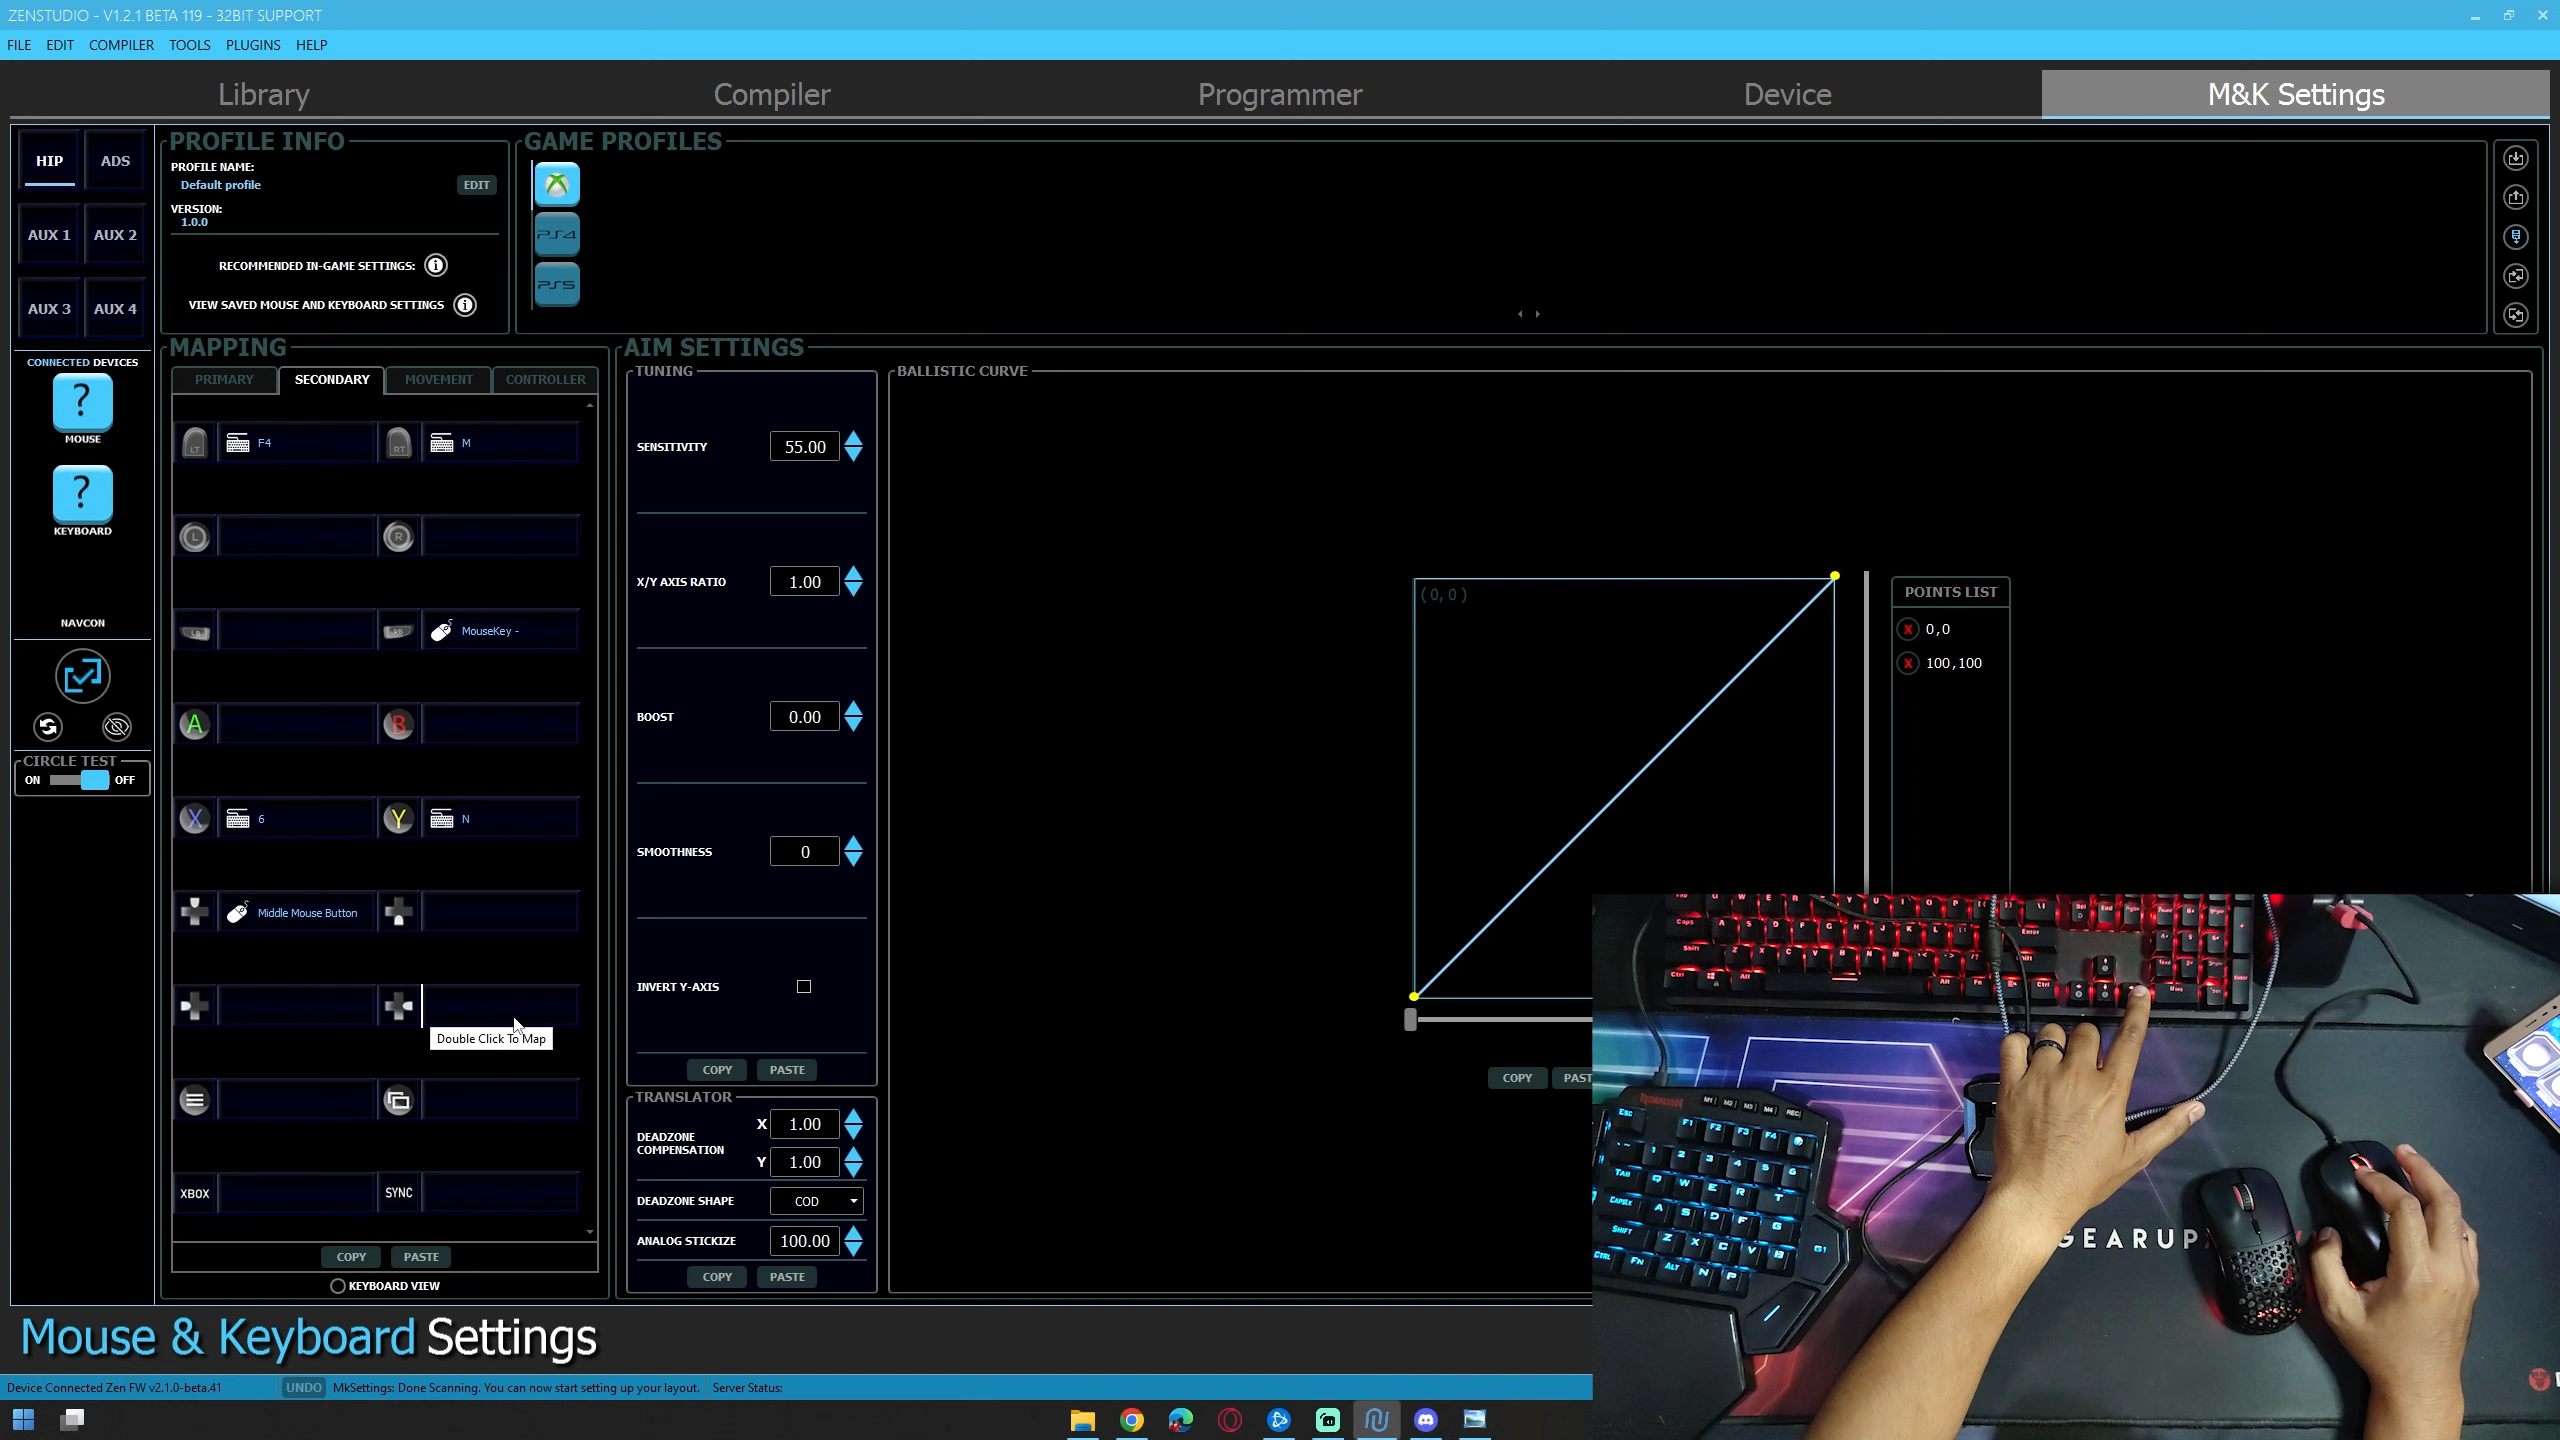 ZENSTUDIO - V1.2.1 BETA 119 - 32BIT SUPPORT
FILE EDIT COMPILER TOOLS PLUGINS HELP
Library Compiler Programmer Device M&K Settings
HIP ADS
AUX 1 AUX 2
AUX 3 AUX 4
PROFILE INFO
PROFILE NAME:
Default profile
EDIT
VERSION:
1.0.0
RECOMMENDED IN-GAME SETTINGS:
VIEW SAVED MOUSE AND KEYBOARD SETTINGS
GAME PROFILES
PS4
PS5
CONNECTED DEVICES
MOUSE
KEYBOARD
NAVCON
CIRCLE TEST
ON OFF
MAPPING
PRIMARY SECONDARY MOVEMENT CONTROLLER
LT F4 RT M
L R
LB RB MouseKey -
A B
X 6 Y N
Middle Mouse Button
Double Click To Map
XBOX SYNC
COPY PASTE
KEYBOARD VIEW
AIM SETTINGS
TUNING
SENSITIVITY 55.00
X/Y AXIS RATIO 1.00
BOOST 0.00
SMOOTHNESS 0
INVERT Y-AXIS
COPY PASTE
TRANSLATOR
DEADZONE COMPENSATION X 1.00
Y 1.00
DEADZONE SHAPE COD
ANALOG STICKIZE 100.00
COPY PASTE
BALLISTIC CURVE
( 0, 0 )
POINTS LIST
X 0,0
X 100,100
COPY PAST
REDRAGON
GEARUP
Mouse & Keyboard Settings
Device Connected Zen FW v2.1.0-beta.41 UNDO MkSettings: Done Scanning. You can now start setting up your layout. Server Status: